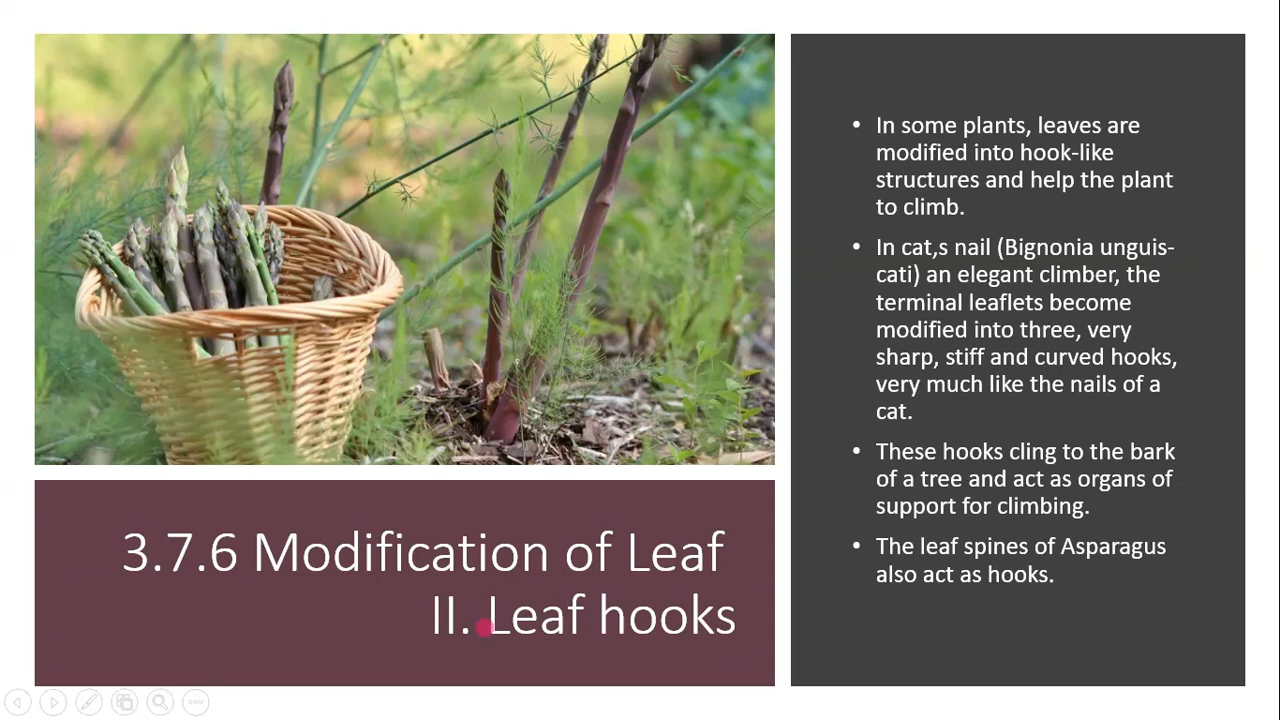 3.7.6 Modification of Leaf
II. Leaf hooks
• In some plants, leaves are
modified into hook-like
structures and help the plant
to climb.
• In cat,s nail (Bignonia unguis-
cati) an elegant climber, the
terminal leaflets become
modified into three, very
sharp, stiff and curved hooks,
very much like the nails of a
cat.
• These hooks cling to the bark
of a tree and act as organs of
support for climbing.
• The leaf spines of Asparagus
also act as hooks.